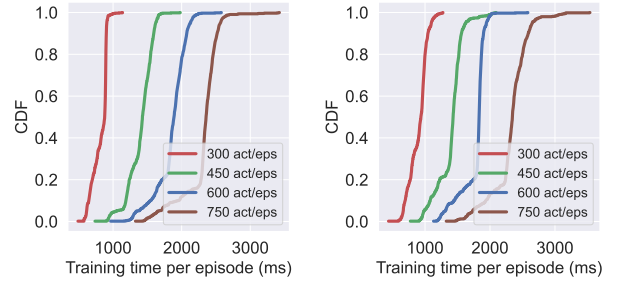 1.0
0.8
0.6
0.4
0.2
0.0
CDF
300 act/eps
450 act/eps
600 act/eps
750 act/eps
1000 2000 3000
Training time per episode (ms)
1.0
0.8
0.6
0.4
0.2
0.0
CDF
300 act/eps
450 act/eps
600 act/eps
750 act/eps
1000 2000 3000
Training time per episode (ms)